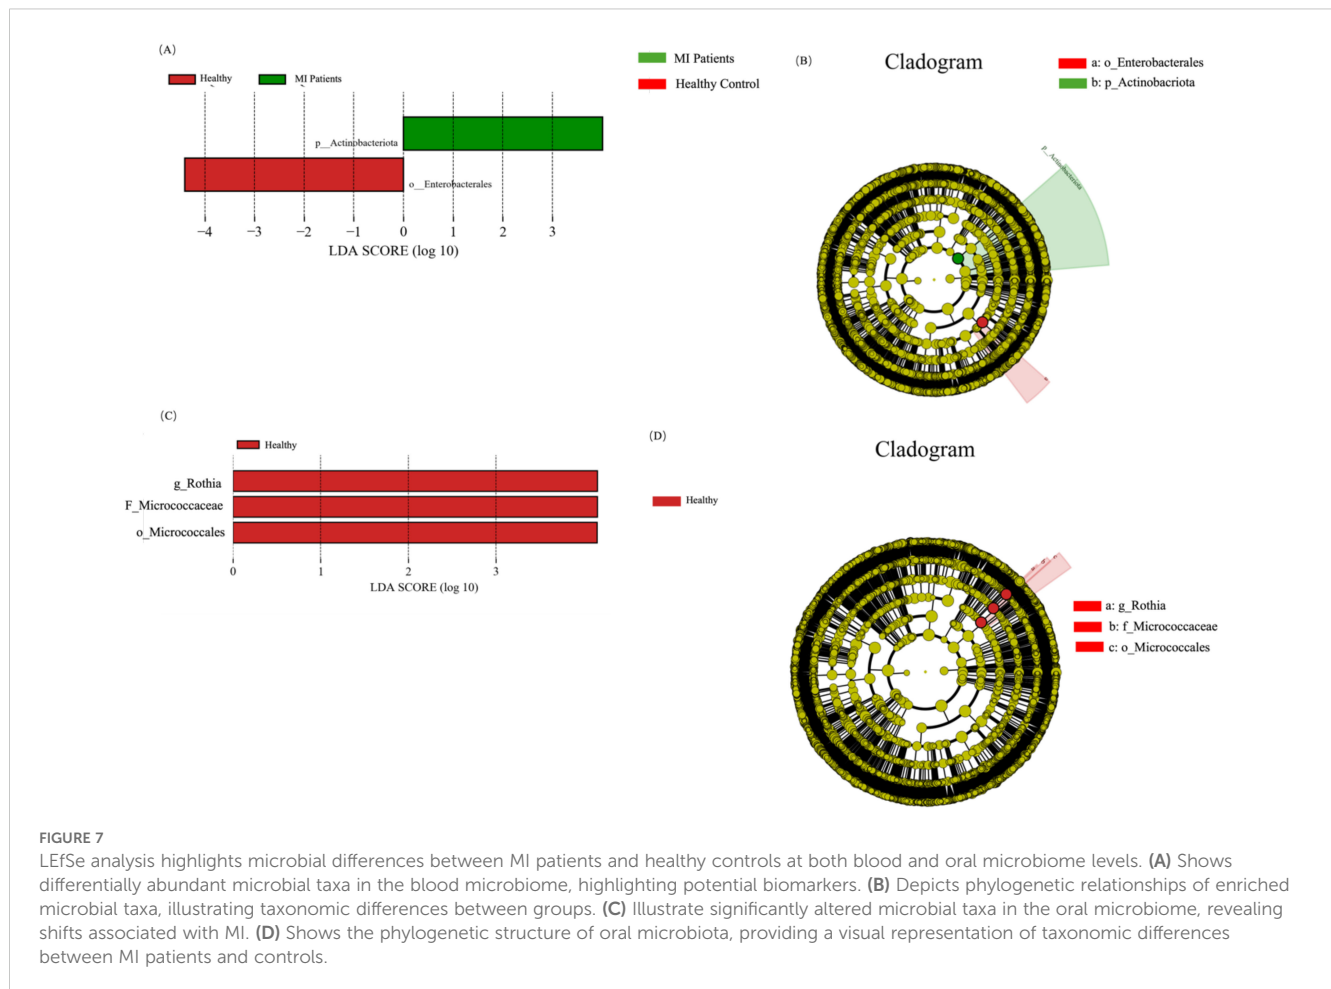 (A)
Healthy
MI Patients
p__Actinobacteriota
o__Enterobacterales
−4 −3 −2 −1 0 1 2 3
LDA SCORE (log 10)
MI Patients
Healthy Control
(B)
Cladogram
a: o_Enterobacterales
b: p_Actinobacriota
p__Actinobacteriota
a
(C)
Healthy
g_Rothia
F_Micrococcaceae
o_Micrococcales
0 1 2 3
LDA SCORE (log 10)
(D)
Cladogram
Healthy
a: g_Rothia
b: f_Micrococcaceae
c: o_Micrococcales
FIGURE 7
LEfSe analysis highlights microbial differences between MI patients and healthy controls at both blood and oral microbiome levels. (A) Shows
differentially abundant microbial taxa in the blood microbiome, highlighting potential biomarkers. (B) Depicts phylogenetic relationships of enriched
microbial taxa, illustrating taxonomic differences between groups. (C) Illustrate significantly altered microbial taxa in the oral microbiome, revealing
shifts associated with MI. (D) Shows the phylogenetic structure of oral microbiota, providing a visual representation of taxonomic differences
between MI patients and controls.